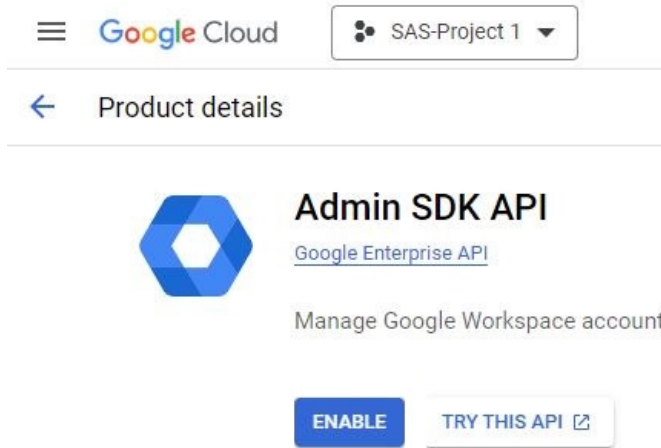 Google Cloud
SAS-Project 1
Product details
Admin SDK API
Google Enterprise API
Manage Google Workspace account
ENABLE
TRY THIS API